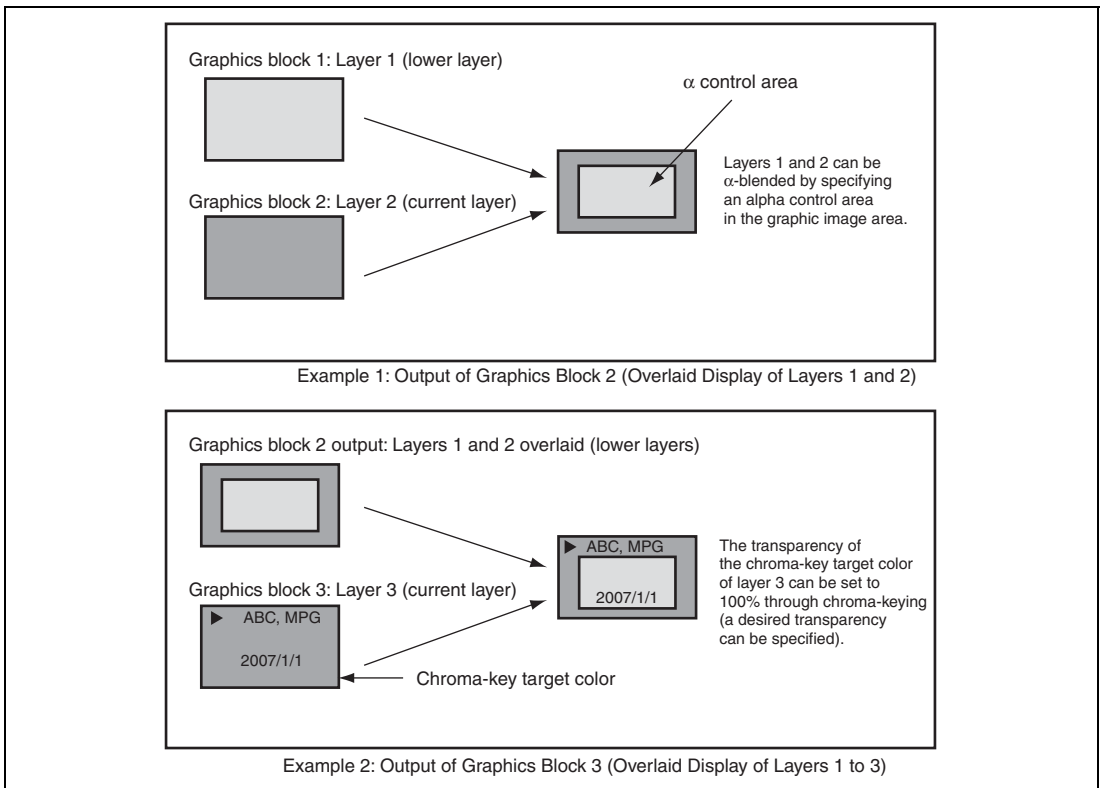 Graphics block 1: Layer 1 (lower layer)
α control area
Layers 1 and 2 can be
α-blended by specifying
an alpha control area
in the graphic image area.
Graphics block 2: Layer 2 (current layer)
Example 1: Output of Graphics Block 2 (Overlaid Display of Layers 1 and 2)
Graphics block 2 output: Layers 1 and 2 overlaid (lower layers)
▶ ABC, MPG
2007/1/1
The transparency of
the chroma-key target color
of layer 3 can be set to
100% through chroma-keying
(a desired transparency
can be specified).
Graphics block 3: Layer 3 (current layer)
▶ ABC, MPG
2007/1/1
Chroma-key target color
Example 2: Output of Graphics Block 3 (Overlaid Display of Layers 1 to 3)